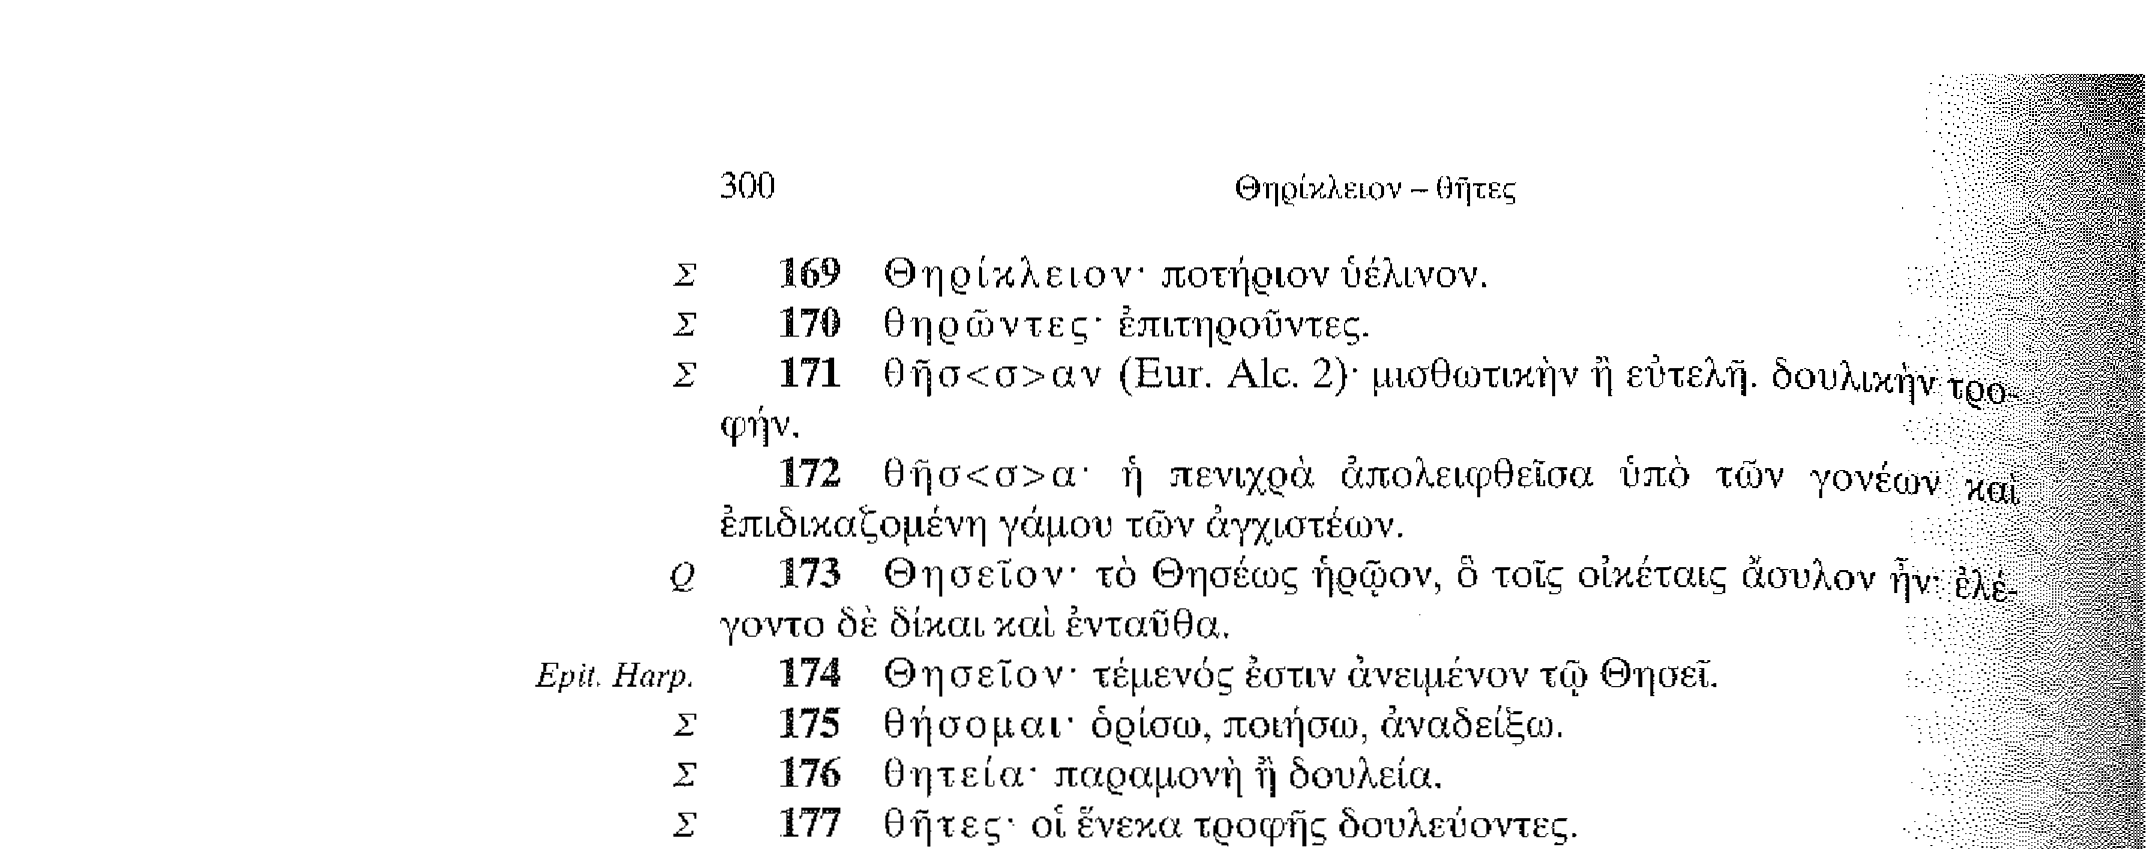 300 Θηρίκλειον – θῆτες
Σ 169 Θηρίκλειον· ποτήριον ὑέλινον.
Σ 170 θηρῶντες· ἐπιτηροῦντες.
Σ 171 θῆσ<σ>αν (Eur. Alc. 2)· μισθωτικὴν ἢ εὐτελῆ. δουλικὴν τρο-
φήν.
172 θῆσ<σ>α· ἡ πενιχρὰ ἀπολειφθεῖσα ὑπὸ τῶν γονέων καὶ
ἐπιδικαζομένη γάμου τῶν ἀγχιστέων.
Q 173 Θησεῖον· τὸ Θησέως ἡρῷον, ὃ τοῖς οἰκέταις ἄσυλον ἦν· ἐλέ-
γοντο δὲ δίκαι καὶ ἐνταῦθα.
Epit. Harp. 174 Θησεῖον· τέμενός ἐστιν ἀνειμένον τῷ Θησεῖ.
Σ 175 θήσομαι· ὁρίσω, ποιήσω, ἀναδείξω.
Σ 176 θητεία· παραμονὴ ἢ δουλεία.
Σ 177 θῆτες· οἱ ἕνεκα τροφῆς δουλεύοντες.